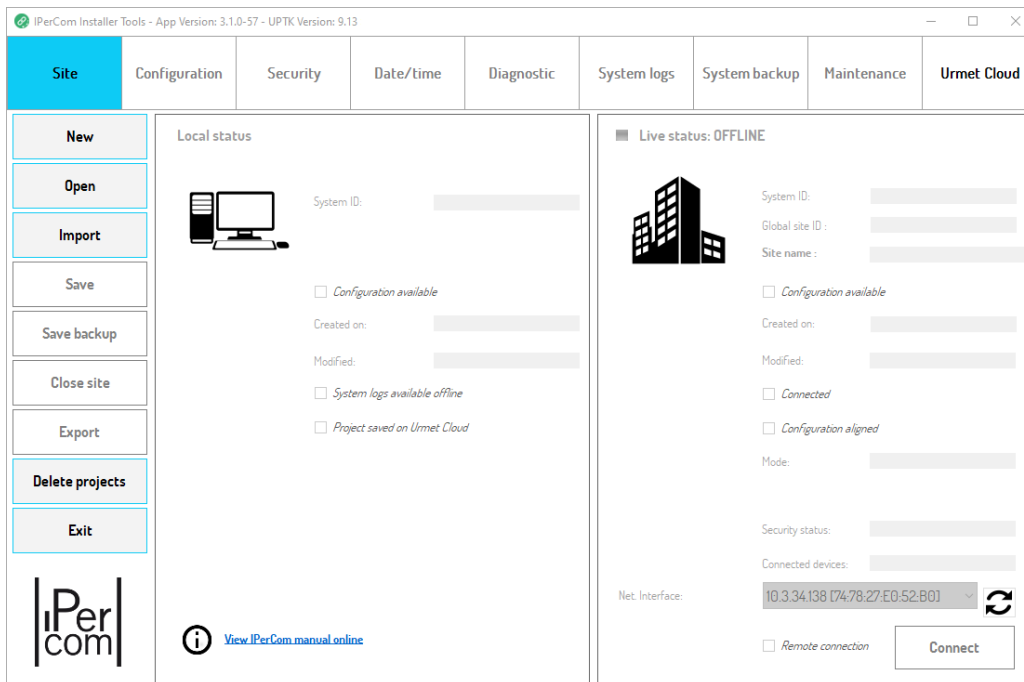 IPerCom Installer Tools - App Version: 3.1.0-57 - UPTK Version: 9.13
Site
Configuration
Security
Date/time
Diagnostic
System logs
System backup
Maintenance
Urmet Cloud
New
Open
Import
Save
Save backup
Close site
Export
Delete projects
Exit
IPer
com
Local status
System ID:
Configuration available
Created on:
Modified:
System logs available offline
Project saved on Urmet Cloud
View IPerCom manual online
Live status: OFFLINE
System ID:
Global site ID :
Site name :
Configuration available
Created on:
Modified:
Connected
Configuration aligned
Mode:
Security status:
Connected devices:
Net. Interface:
10.3.34.138 [74:78:27:E0:52:B0]
Remote connection
Connect